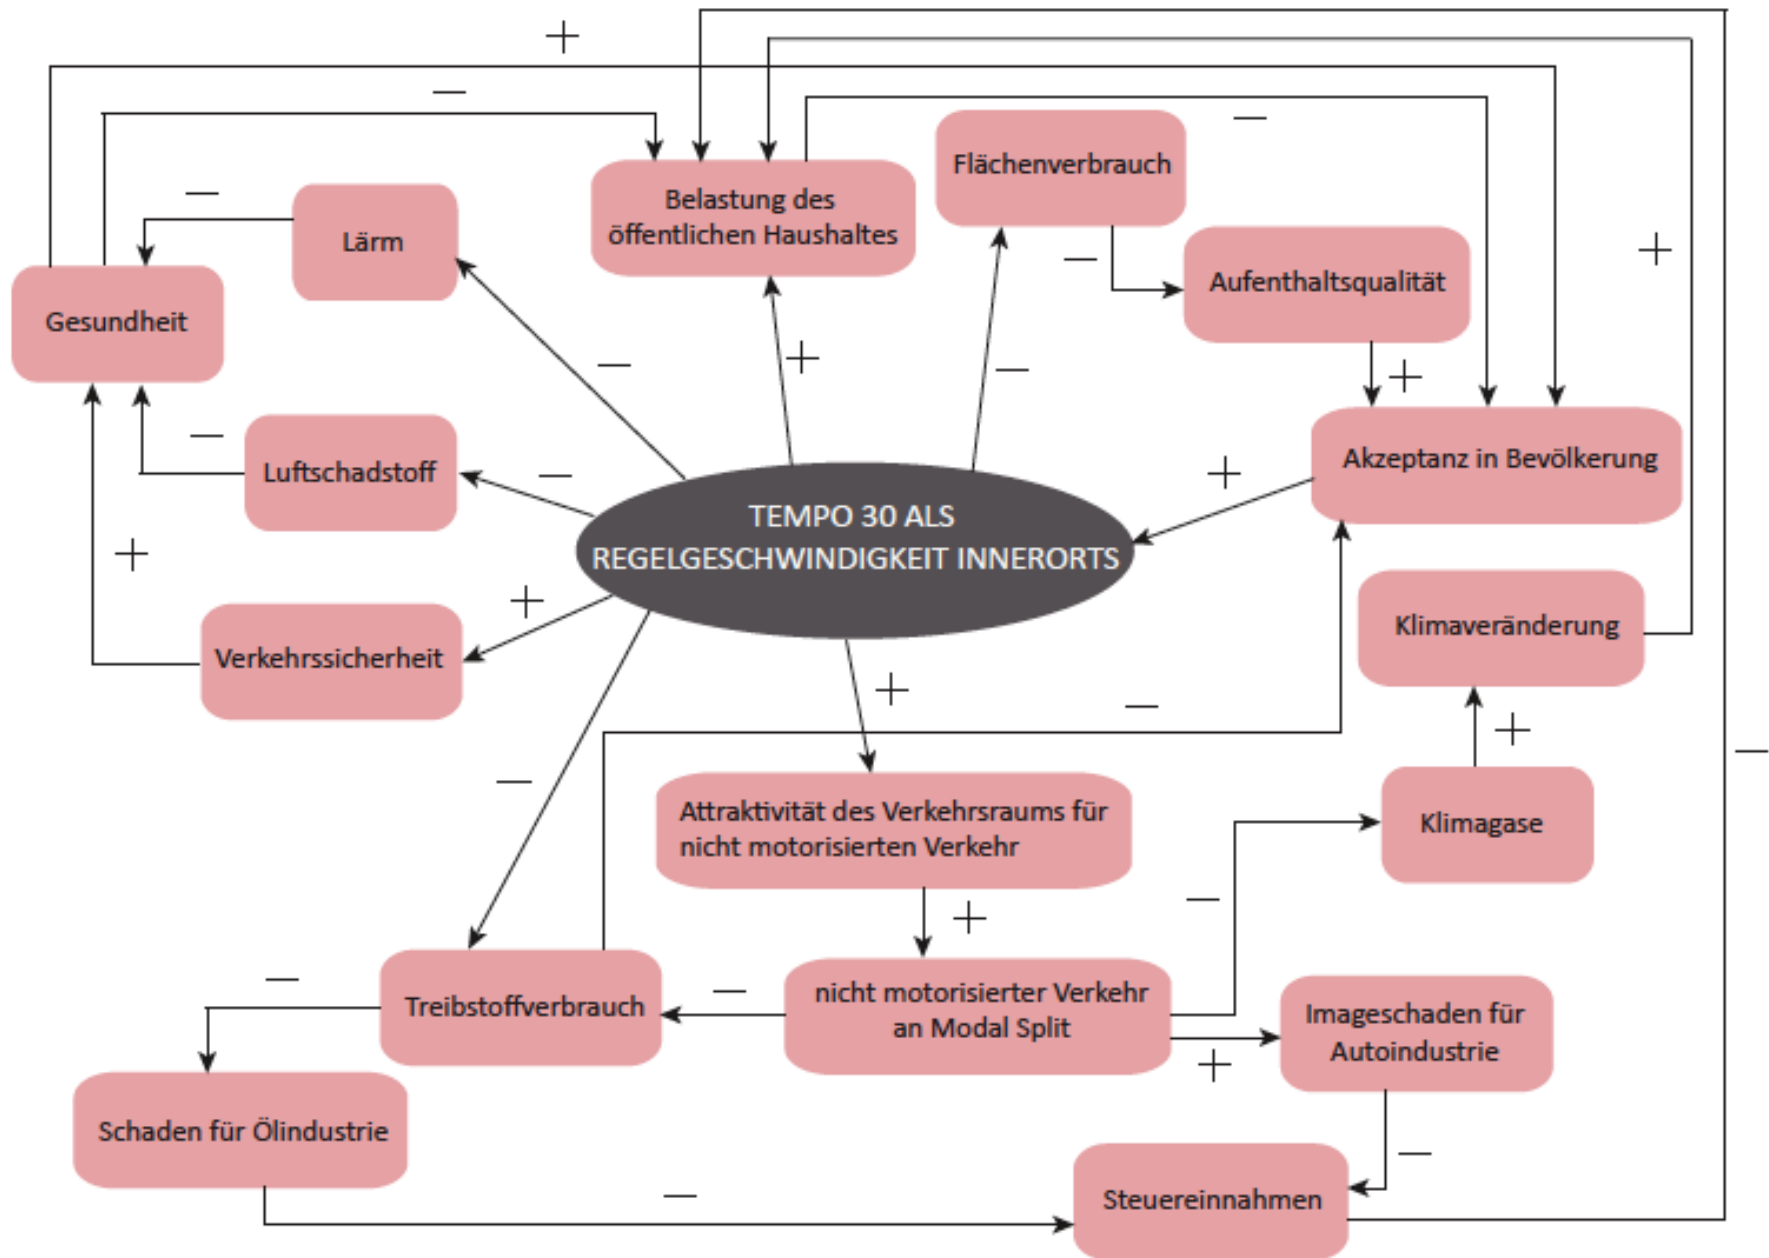 +
−
−
Flächenverbrauch
−
Belastung des
öffentlichen Haushaltes
Lärm
+
−
Aufenthaltsqualität
Gesundheit
+
−
−
+
−
Luftschadstoff
−
+
Akzeptanz in Bevölkerung
TEMPO 30 ALS
REGELGESCHWINDIGKEIT INNERORTS
+
+
Klimaveränderung
Verkehrssicherheit
+
−
+
−
−
Attraktivität des Verkehrsraums für
nicht motorisierten Verkehr
Klimagase
−
+
−
−
Treibstoffverbrauch
nicht motorisierter Verkehr
an Modal Split
Imageschaden für
Autoindustrie
+
Schaden für Ölindustrie
−
−
Steuereinnahmen